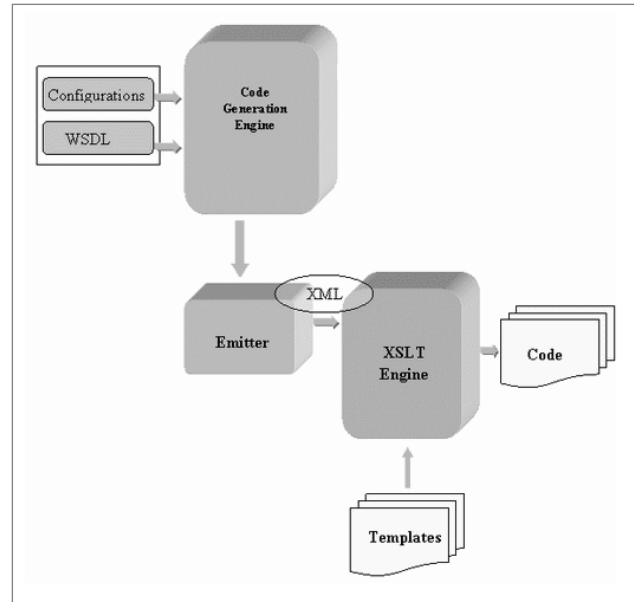 Configurations
WSDL
Code
Generation
Engine
XML
Emitter
XSLT
Engine
Code
Templates